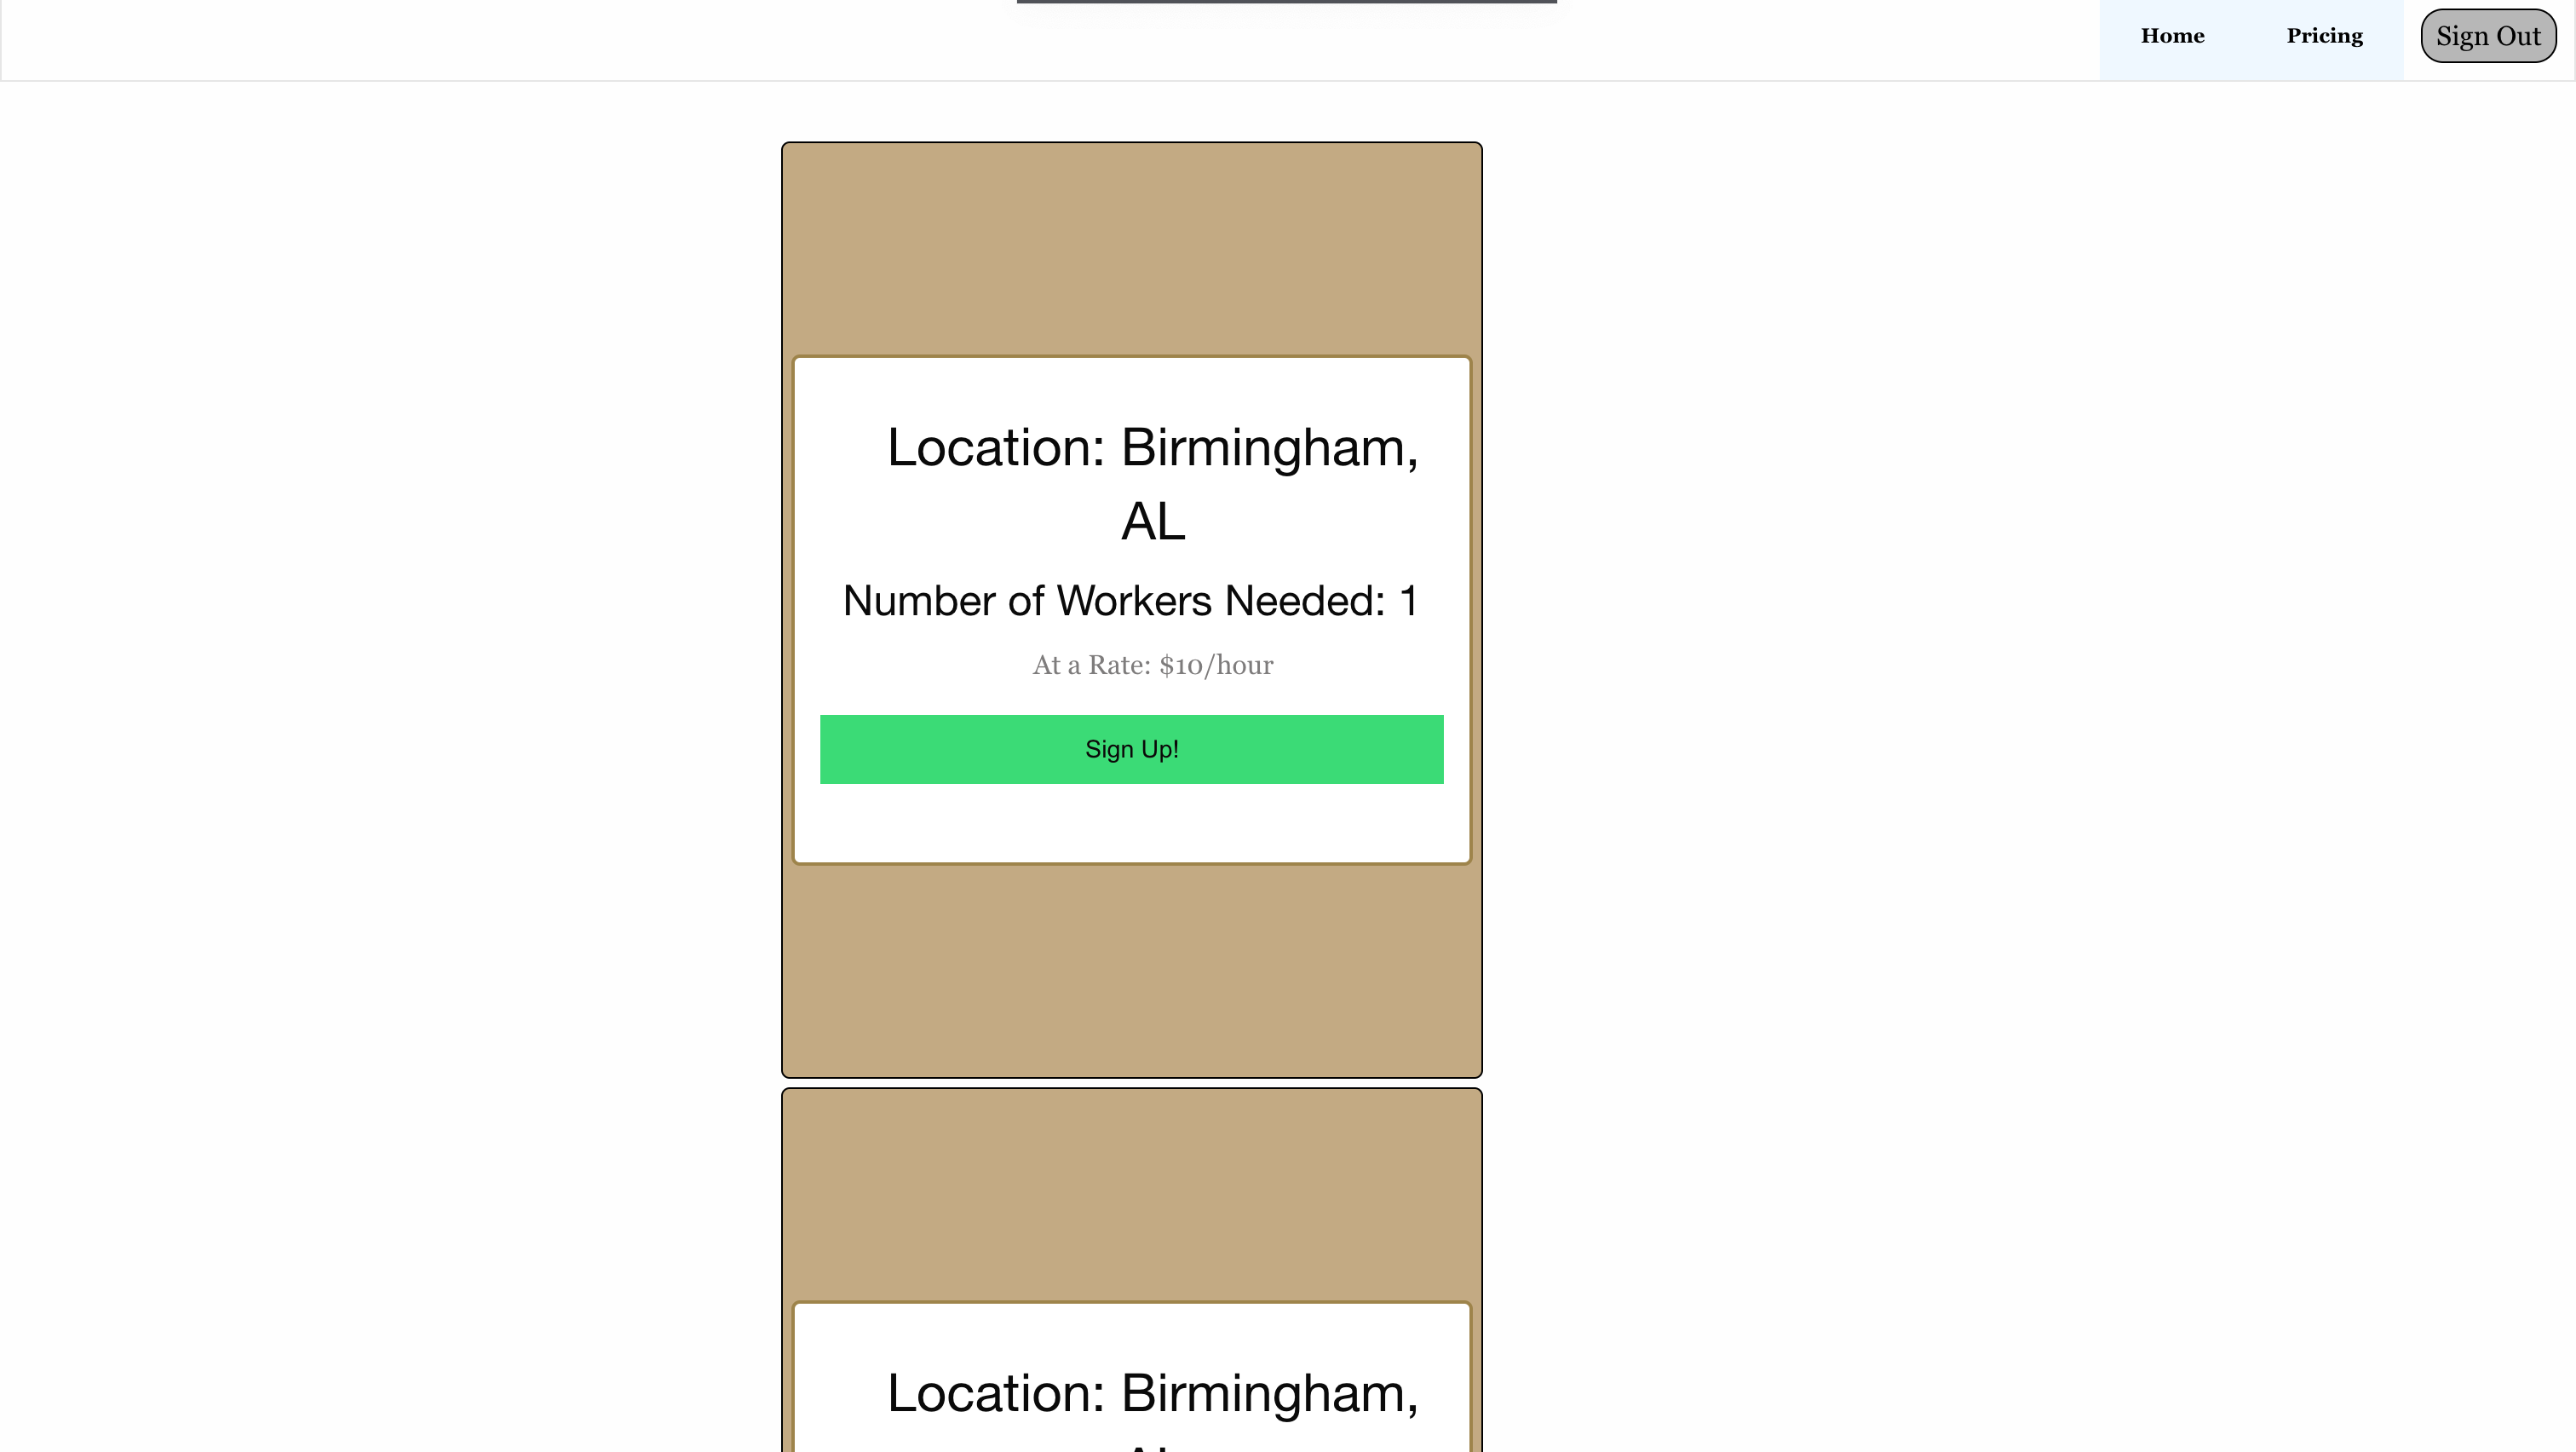 Home Pricing Sign Out
Location: Birmingham,
AL
Number of Workers Needed: 1
At a Rate: $10/hour
Sign Up!
Location: Birmingham,